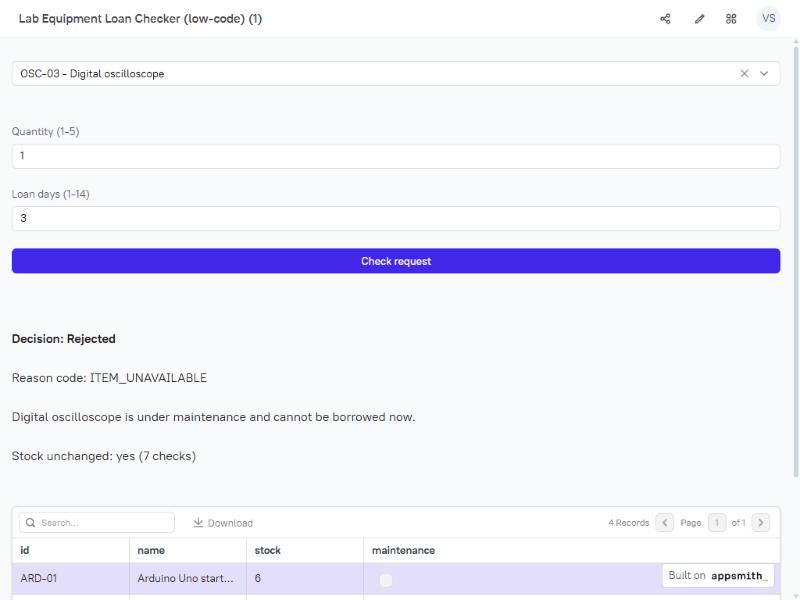 Lab Equipment Loan Checker (low-code) (1)
VS
OSC-03 - Digital oscilloscope
Quantity (1-5)
1
Loan days (1-14)
3
Check request
Decision: Rejected
Reason code: ITEM_UNAVAILABLE
Digital oscilloscope is under maintenance and cannot be borrowed now.
Stock unchanged: yes (7 checks)
Search...
Download
4 Records
Page
1
of 1
id name stock maintenance
ARD-01 Arduino Uno start... 6
Built on appsmith_